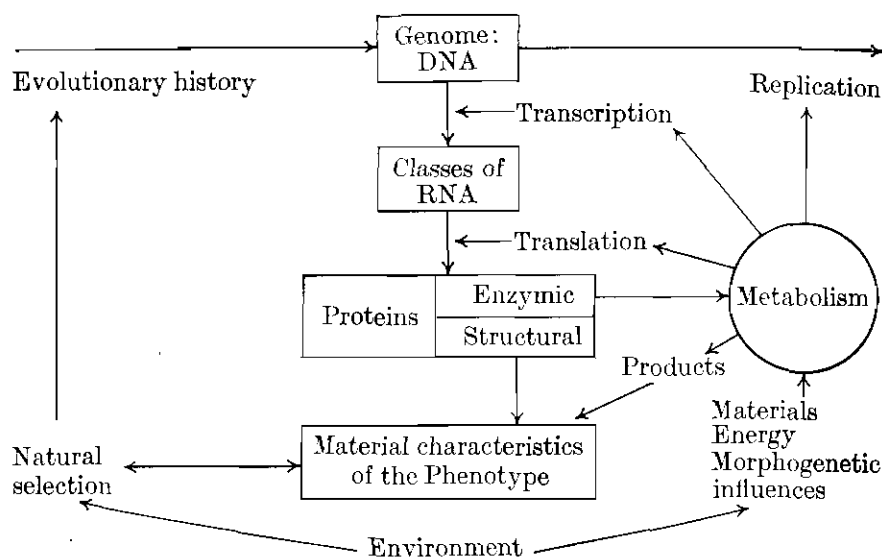 Genome:
DNA
Evolutionary history
Replication
Transcription
Classes of
RNA
Translation
Proteins
Enzymic
Structural
Metabolism
Products
Materials
Energy
Morphogenetic
influences
Material characteristics
of the Phenotype
Natural
selection
Environment